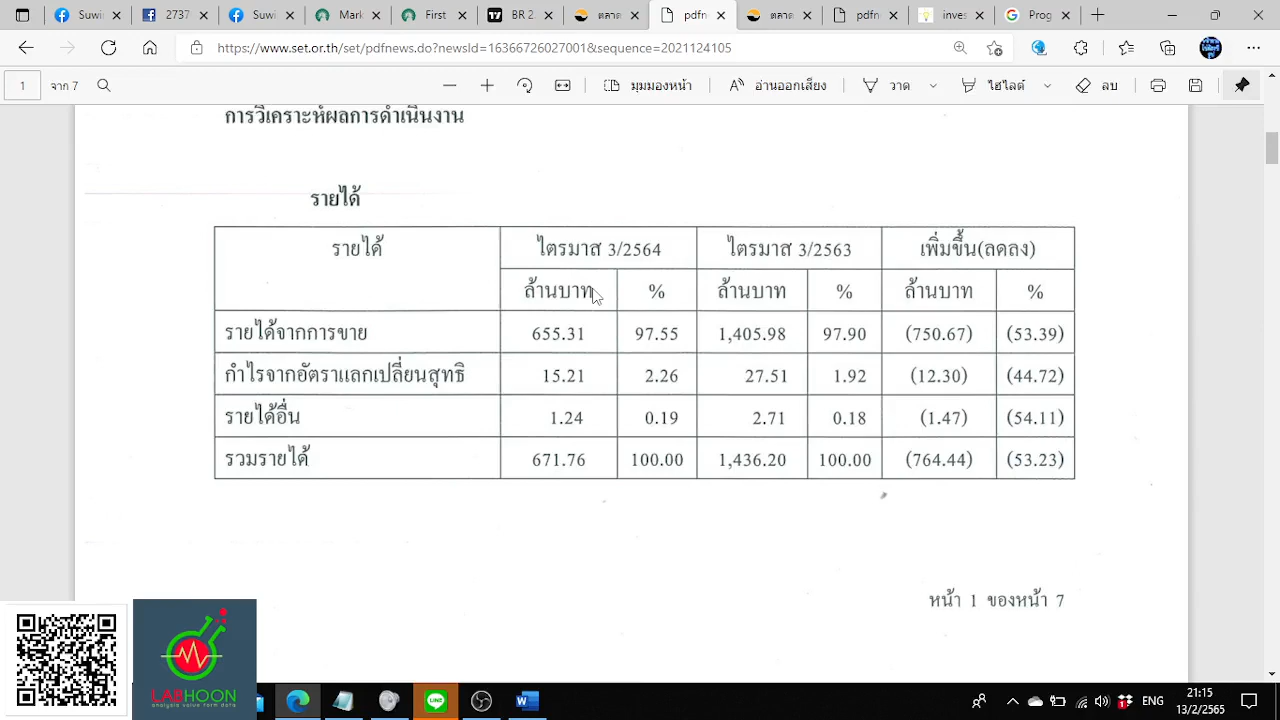 BR 2
https://www.set.or.th/set/pdfnews.do?newsId=16366726027001&sequence=2021124105
1 จาก 7
มุมมองหน้า
อ่านออกเสียง
วาด
ไฮไลต์
ลบ
การวิเคราะห์ผลการดำเนินงาน
รายได้
รายได้ ไตรมาส 3/2564 ไตรมาส 3/2563 เพิ่มขึ้น(ลดลง)
ล้านบาท % ล้านบาท % ล้านบาท %
รายได้จากการขาย 655.31 97.55 1,405.98 97.90 (750.67) (53.39)
กำไรจากอัตราแลกเปลี่ยนสุทธิ 15.21 2.26 27.51 1.92 (12.30) (44.72)
รายได้อื่น 1.24 0.19 2.71 0.18 (1.47) (54.11)
รวมรายได้ 671.76 100.00 1,436.20 100.00 (764.44) (53.23)
หน้า 1 ของหน้า 7
LABHOON
analysis value form data
ENG
21:15
13/2/2565